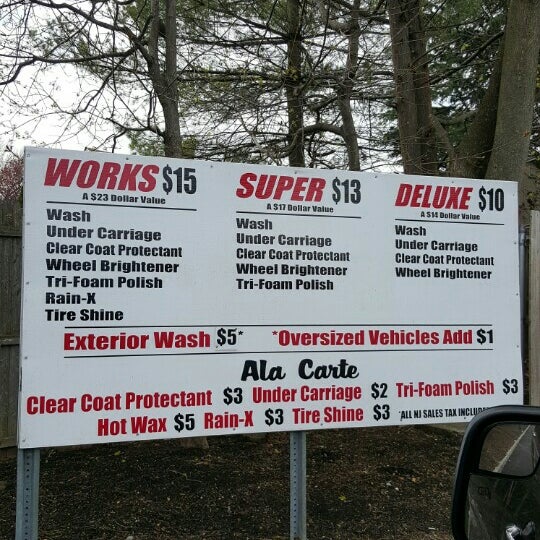 WORKS $15
A $23 Dollar Value
Wash
Under Carriage
Clear Coat Protectant
Wheel Brightener
Tri-Foam Polish
Rain-X
Tire Shine
SUPER $13
A $17 Dollar Value
Wash
Under Carriage
Clear Coat Protectant
Wheel Brightener
Tri-Foam Polish
DELUXE $10
A $14 Dollar Value
Wash
Under Carriage
Clear Coat Protectant
Wheel Brightener
Exterior Wash $5* *Oversized Vehicles Add $1
Ala Carte
Clear Coat Protectant $3 Under Carriage $2 Tri-Foam Polish $3
Hot Wax $5 Rain-X $3 Tire Shine $3 *ALL NJ SALES TAX